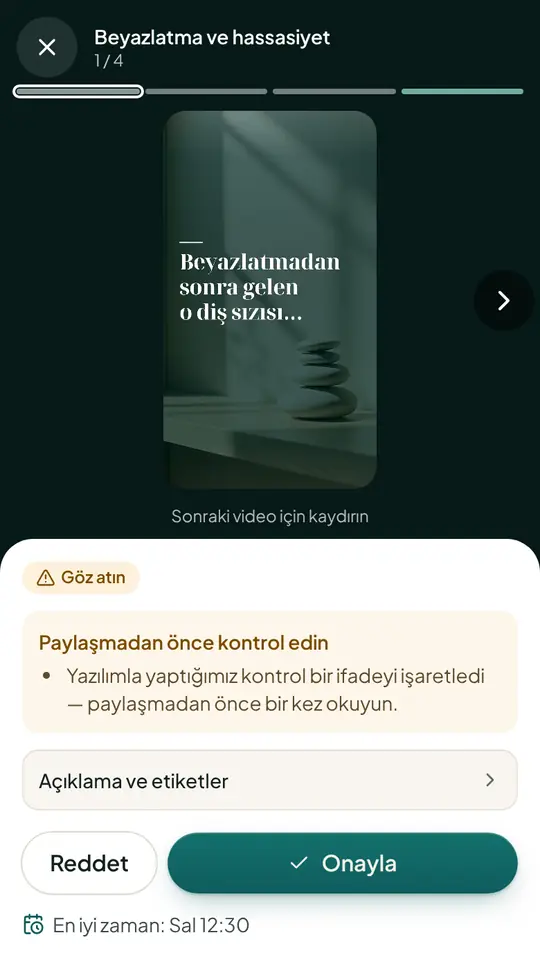 Beyazlatma ve hassasiyet
1 / 4
Beyazlatmadan
sonra gelen
o diş sızısı...
Sonraki video için kaydırın
Göz atın
Paylaşmadan önce kontrol edin
• Yazılımla yaptığımız kontrol bir ifadeyi işaretledi
— paylaşmadan önce bir kez okuyun.
Açıklama ve etiketler
Reddet
Onayla
En iyi zaman: Sal 12:30